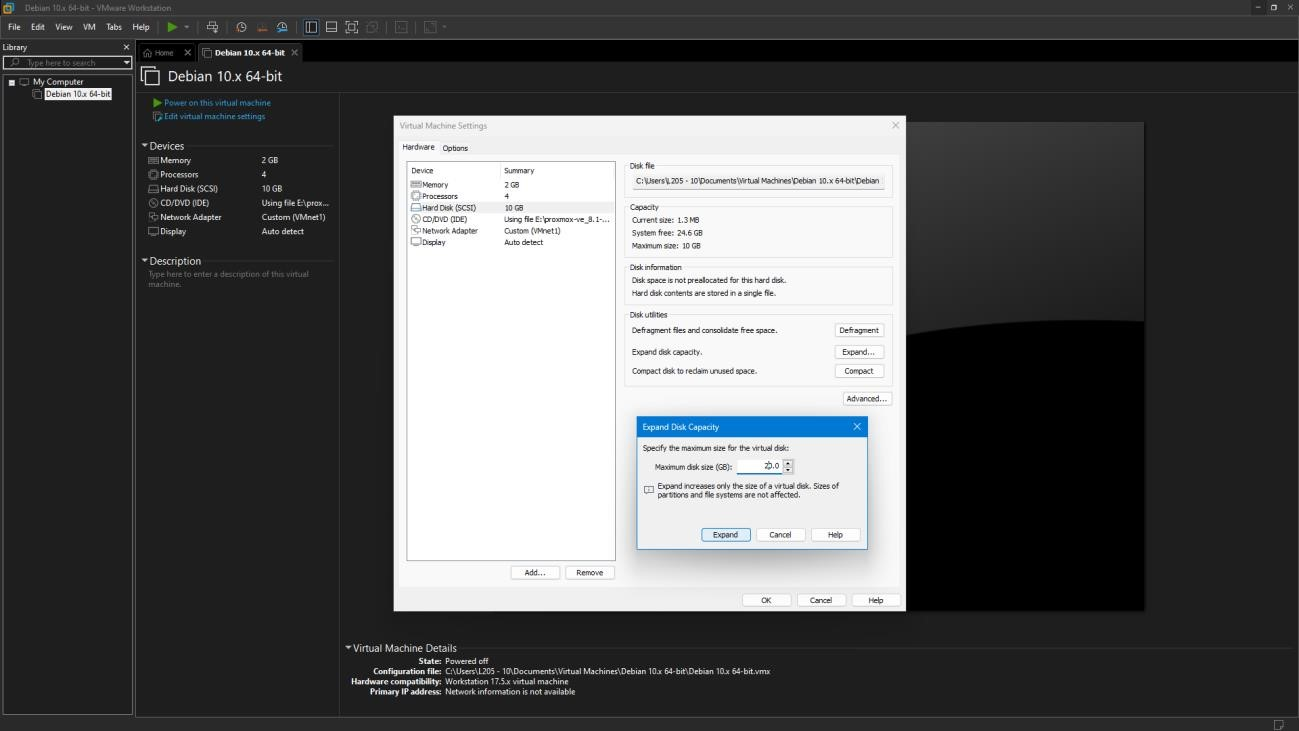 Debian 10.x 64-bit - VMware Workstation
File Edit View VM Tabs Help
Library
Type here to search
My Computer
Debian 10.x 64-bit
Home
Debian 10.x 64-bit
Debian 10.x 64-bit
Power on this virtual machine
Edit virtual machine settings
Devices
Memory 2 GB
Processors 4
Hard Disk (SCSI) 10 GB
CD/DVD (IDE) Using file E:\prox...
Network Adapter Custom (VMnet1)
Display Auto detect
Description
Type here to enter a description of this virtual
machine.
Virtual Machine Settings
Hardware Options
Device Summary
Memory 2 GB
Processors 4
Hard Disk (SCSI) 10 GB
CD/DVD (IDE) Using file E:\proxmox-ve_8.1-...
Network Adapter Custom (VMnet1)
Display Auto detect
Add... Remove
Disk file
C:\Users\L205 - 10\Documents\Virtual Machines\Debian 10.x 64-bit\Debian
Capacity
Current size: 1.3 MB
System free: 24.6 GB
Maximum size: 10 GB
Disk information
Disk space is not preallocated for this hard disk.
Hard disk contents are stored in a single file.
Disk utilities
Defragment files and consolidate free space. Defragment
Expand disk capacity. Expand...
Compact disk to reclaim unused space. Compact
Advanced...
Expand Disk Capacity
Specify the maximum size for the virtual disk:
Maximum disk size (GB): 20.0
Expand increases only the size of a virtual disk. Sizes of
partitions and file systems are not affected.
Expand Cancel Help
OK Cancel Help
Virtual Machine Details
State: Powered off
Configuration file: C:\Users\L205 - 10\Documents\Virtual Machines\Debian 10.x 64-bit\Debian 10.x 64-bit.vmx
Hardware compatibility: Workstation 17.5.x virtual machine
Primary IP address: Network information is not available